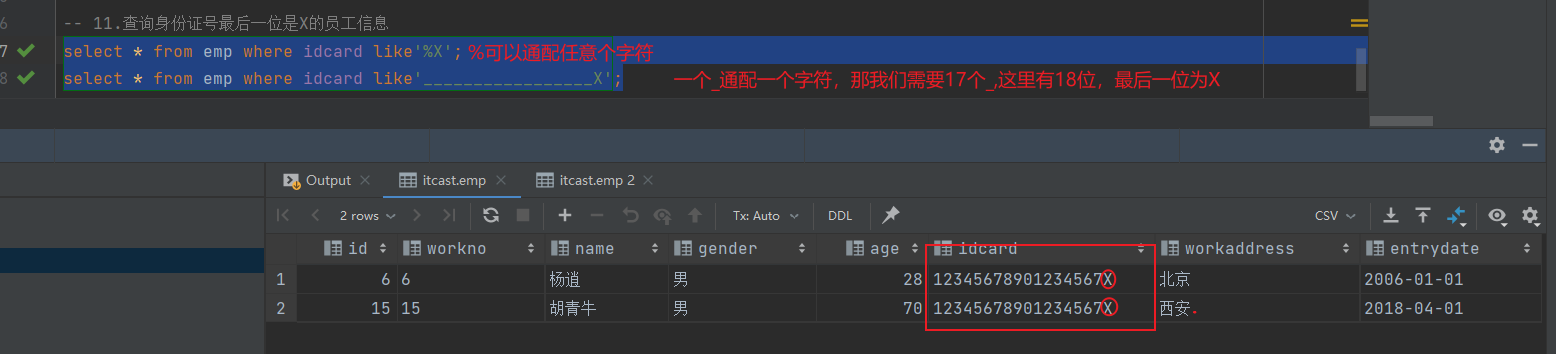 6 -- 11.查询身份证号最后一位是X的员工信息
7 select * from emp where idcard like'%X'; %可以通配任意个字符
8 select * from emp where idcard like'_________________X'; 一个_通配一个字符，那我们需要17个_,这里有18位，最后一位为X
Output itcast.emp itcast.emp 2
2 rows Tx: Auto DDL CSV
id workno name gender age idcard workaddress entrydate
1 6 6 杨逍 男 28 12345678901234567X 北京 2006-01-01
2 15 15 胡青牛 男 70 12345678901234567X 西安. 2018-04-01